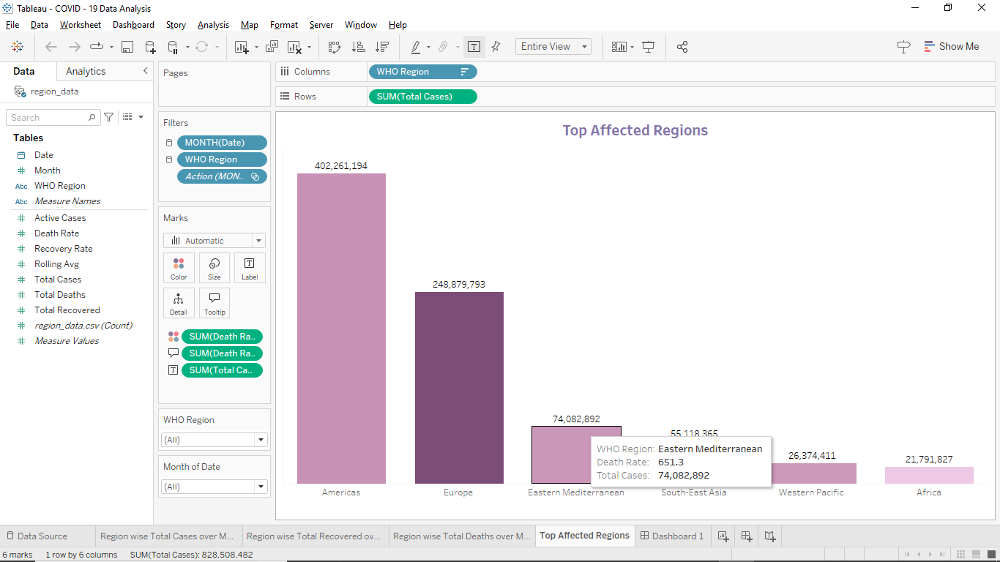 Tableau - COVID - 19 Data Analysis
File Data Worksheet Dashboard Story Analysis Map Format Server Window Help
Entire View
Show Me
Data Analytics
region_data
Search
Tables
Date
Month
Abc WHO Region
Abc Measure Names
Active Cases
Death Rate
Recovery Rate
Rolling Avg
Total Cases
Total Deaths
Total Recovered
region_data.csv (Count)
Measure Values
Pages
Filters
MONTH(Date)
WHO Region
Action (MON..
Marks
Automatic
Color Size Label
Detail Tooltip
SUM(Death Ra..
SUM(Death Ra..
SUM(Total Ca..
WHO Region
(All)
Month of Date
(All)
Columns WHO Region
Rows SUM(Total Cases)
Top Affected Regions
402,261,194
248,879,793
74,082,892
55,118,365
26,374,411
21,791,827
WHO Region: Eastern Mediterranean
Death Rate: 651.3
Total Cases: 74,082,892
Americas Europe Eastern Mediterranean South-East Asia Western Pacific Africa
Data Source Region wise Total Cases over M... Region wise Total Recovered ov... Region wise Total Deaths over M... Top Affected Regions Dashboard 1
6 marks 1 row by 6 columns SUM(Total Cases): 828,508,482